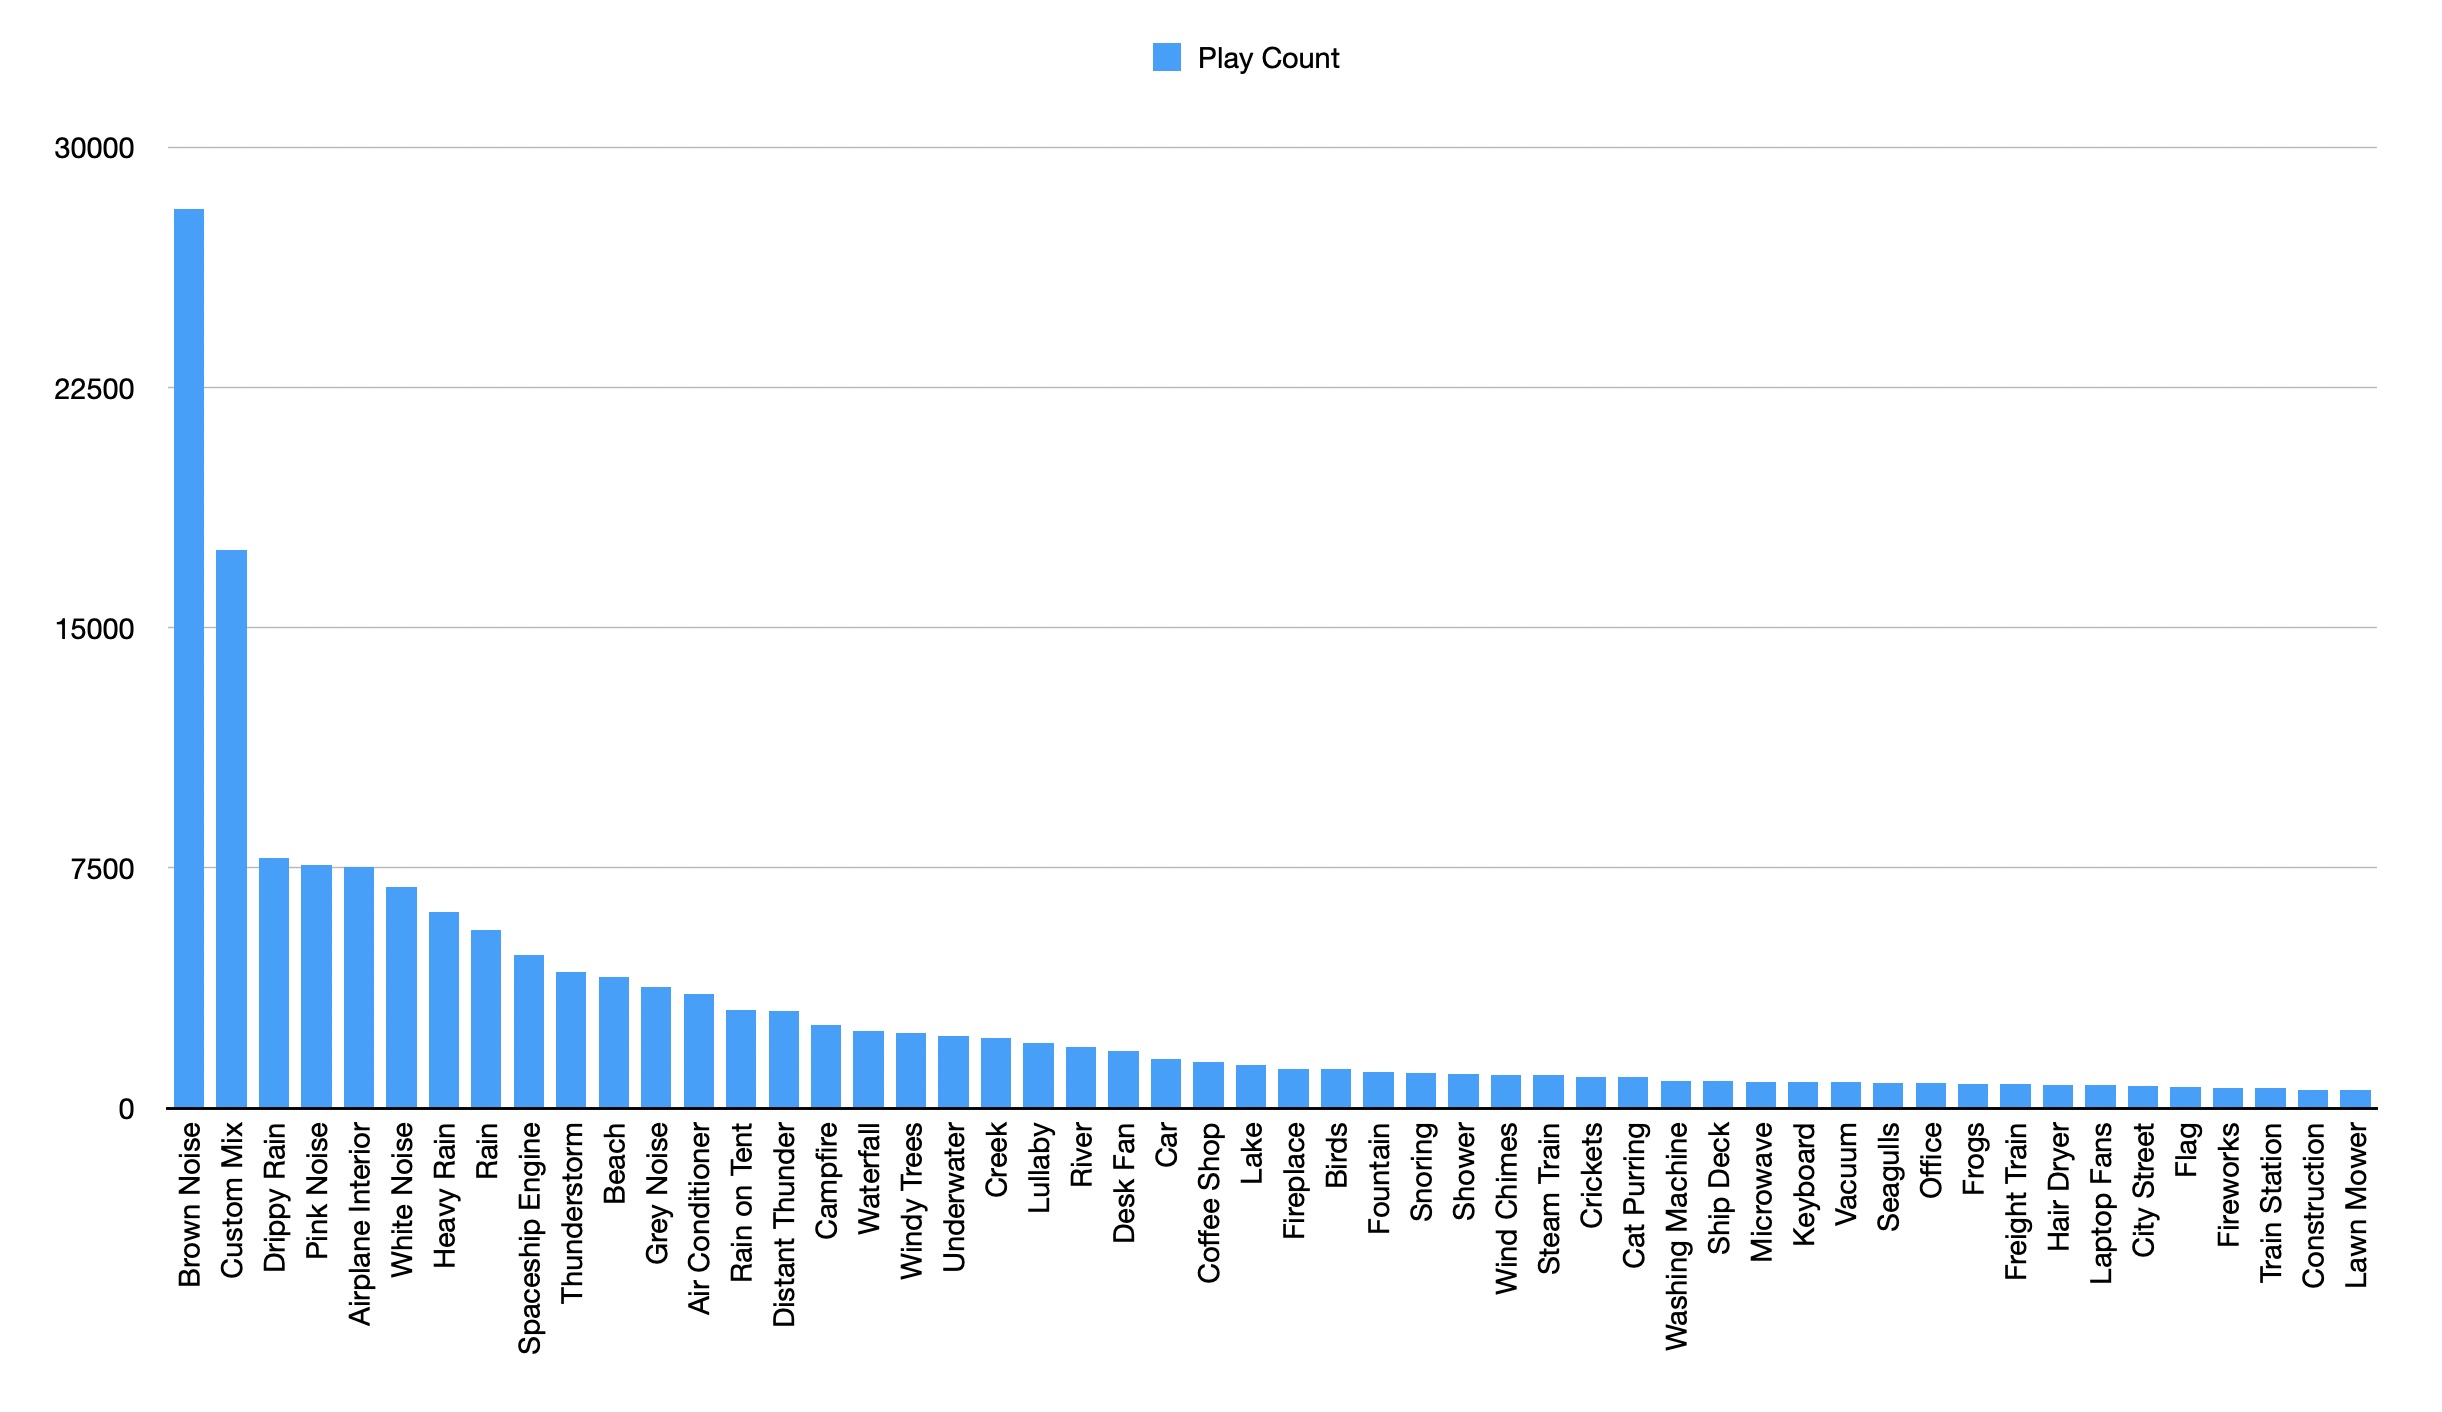 Play Count
30000
22500
15000
7500
0
Brown Noise
Custom Mix
Drippy Rain
Pink Noise
Airplane Interior
White Noise
Heavy Rain
Rain
Spaceship Engine
Thunderstorm
Beach
Grey Noise
Air Conditioner
Rain on Tent
Distant Thunder
Campfire
Waterfall
Windy Trees
Underwater
Creek
Lullaby
River
Desk Fan
Car
Coffee Shop
Lake
Fireplace
Birds
Fountain
Snoring
Shower
Wind Chimes
Steam Train
Crickets
Cat Purring
Washing Machine
Ship Deck
Microwave
Keyboard
Vacuum
Seagulls
Office
Frogs
Freight Train
Hair Dryer
Laptop Fans
City Street
Flag
Fireworks
Train Station
Construction
Lawn Mower